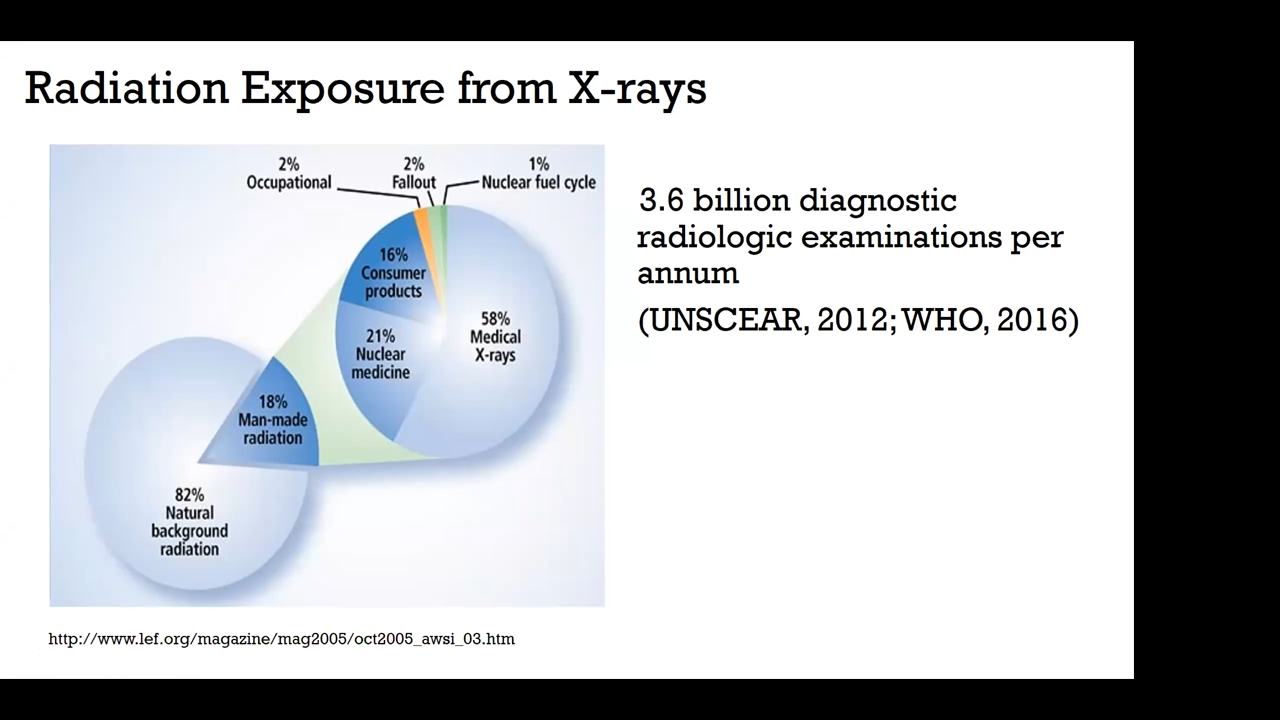 Radiation Exposure from X-rays
2%
Occupational
2%
Fallout
1%
Nuclear fuel cycle
16%
Consumer
products
58%
Medical
X-rays
21%
Nuclear
medicine
18%
Man-made
radiation
82%
Natural
background
radiation
3.6 billion diagnostic
radiologic examinations per
annum
(UNSCEAR, 2012; WHO, 2016)
http://www.lef.org/magazine/mag2005/oct2005_awsi_03.htm